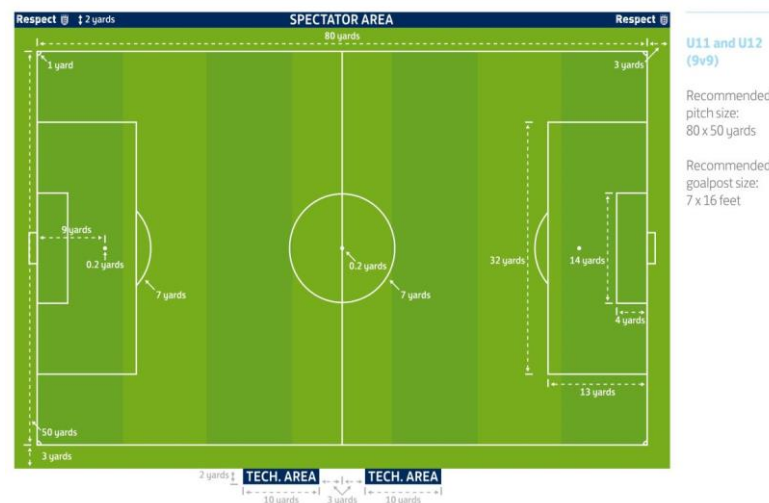 Respect 2 yards SPECTATOR AREA Respect
80 yards
1 yard 3 yards
9 yards
0.2 yards 0.2 yards 32 yards 14 yards
7 yards 7 yards
4 yards
13 yards
50 yards
3 yards
2 yards TECH. AREA TECH. AREA
10 yards 3 yards 10 yards
U11 and U12
(9v9)
Recommended
pitch size:
80 x 50 yards
Recommended
goalpost size:
7 x 16 feet